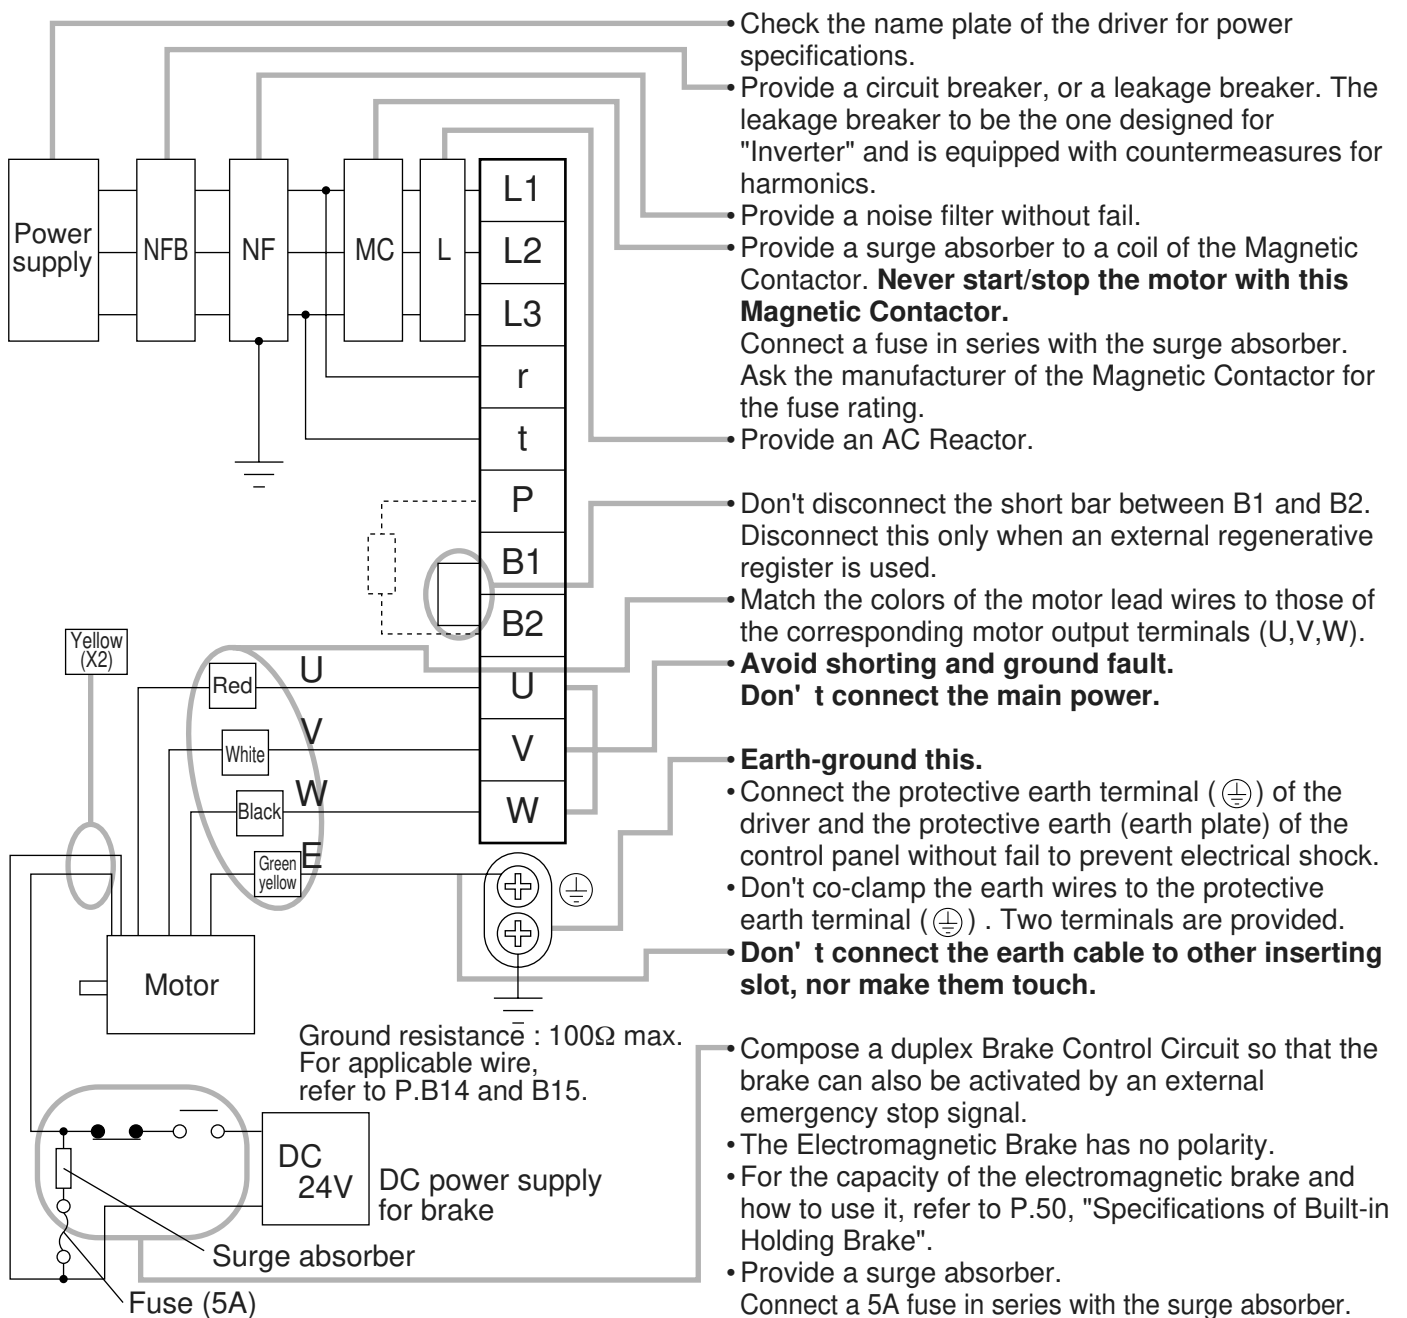 • Check the name plate of the driver for power
specifications.
• Provide a circuit breaker, or a leakage breaker. The
leakage breaker to be the one designed for
"Inverter" and is equipped with countermeasures for
harmonics.
• Provide a noise filter without fail.
• Provide a surge absorber to a coil of the Magnetic
Contactor. Never start/stop the motor with this
Magnetic Contactor.
Connect a fuse in series with the surge absorber.
Ask the manufacturer of the Magnetic Contactor for
the fuse rating.
• Provide an AC Reactor.
• Don't disconnect the short bar between B1 and B2.
Disconnect this only when an external regenerative
register is used.
• Match the colors of the motor lead wires to those of
the corresponding motor output terminals (U,V,W).
• Avoid shorting and ground fault.
Don' t connect the main power.
• Earth-ground this.
• Connect the protective earth terminal ( ⏚ ) of the
driver and the protective earth (earth plate) of the
control panel without fail to prevent electrical shock.
• Don't co-clamp the earth wires to the protective
earth terminal ( ⏚ ) . Two terminals are provided.
• Don' t connect the earth cable to other inserting
slot, nor make them touch.
• Compose a duplex Brake Control Circuit so that the
brake can also be activated by an external
emergency stop signal.
• The Electromagnetic Brake has no polarity.
• For the capacity of the electromagnetic brake and
how to use it, refer to P.50, "Specifications of Built-in
Holding Brake".
• Provide a surge absorber.
Connect a 5A fuse in series with the surge absorber.
Power
supply
NFB
NF
MC
L
L1
L2
L3
r
t
P
B1
B2
U
V
W
Yellow
(X2)
Red
U
White
V
Black
W
Green
yellow
E
Motor
Ground resistance : 100Ω max.
For applicable wire,
refer to P.B14 and B15.
DC
24V
DC power supply
for brake
Surge absorber
Fuse (5A)